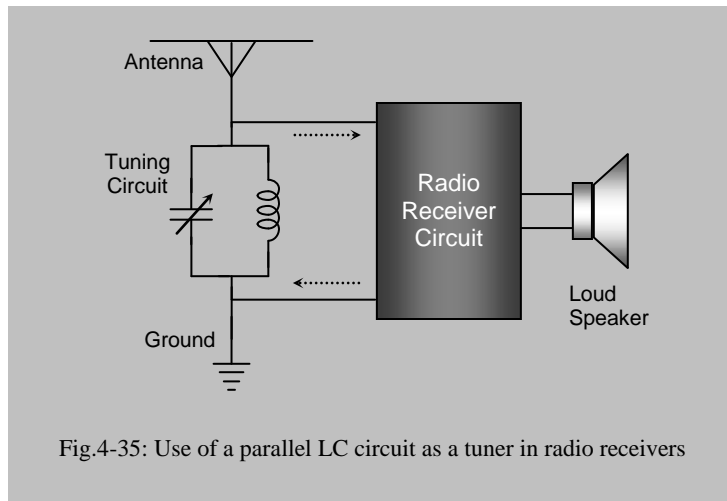 Antenna
Tuning
Circuit
Radio
Receiver
Circuit
Loud
Speaker
Ground
Fig.4-35: Use of a parallel LC circuit as a tuner in radio receivers